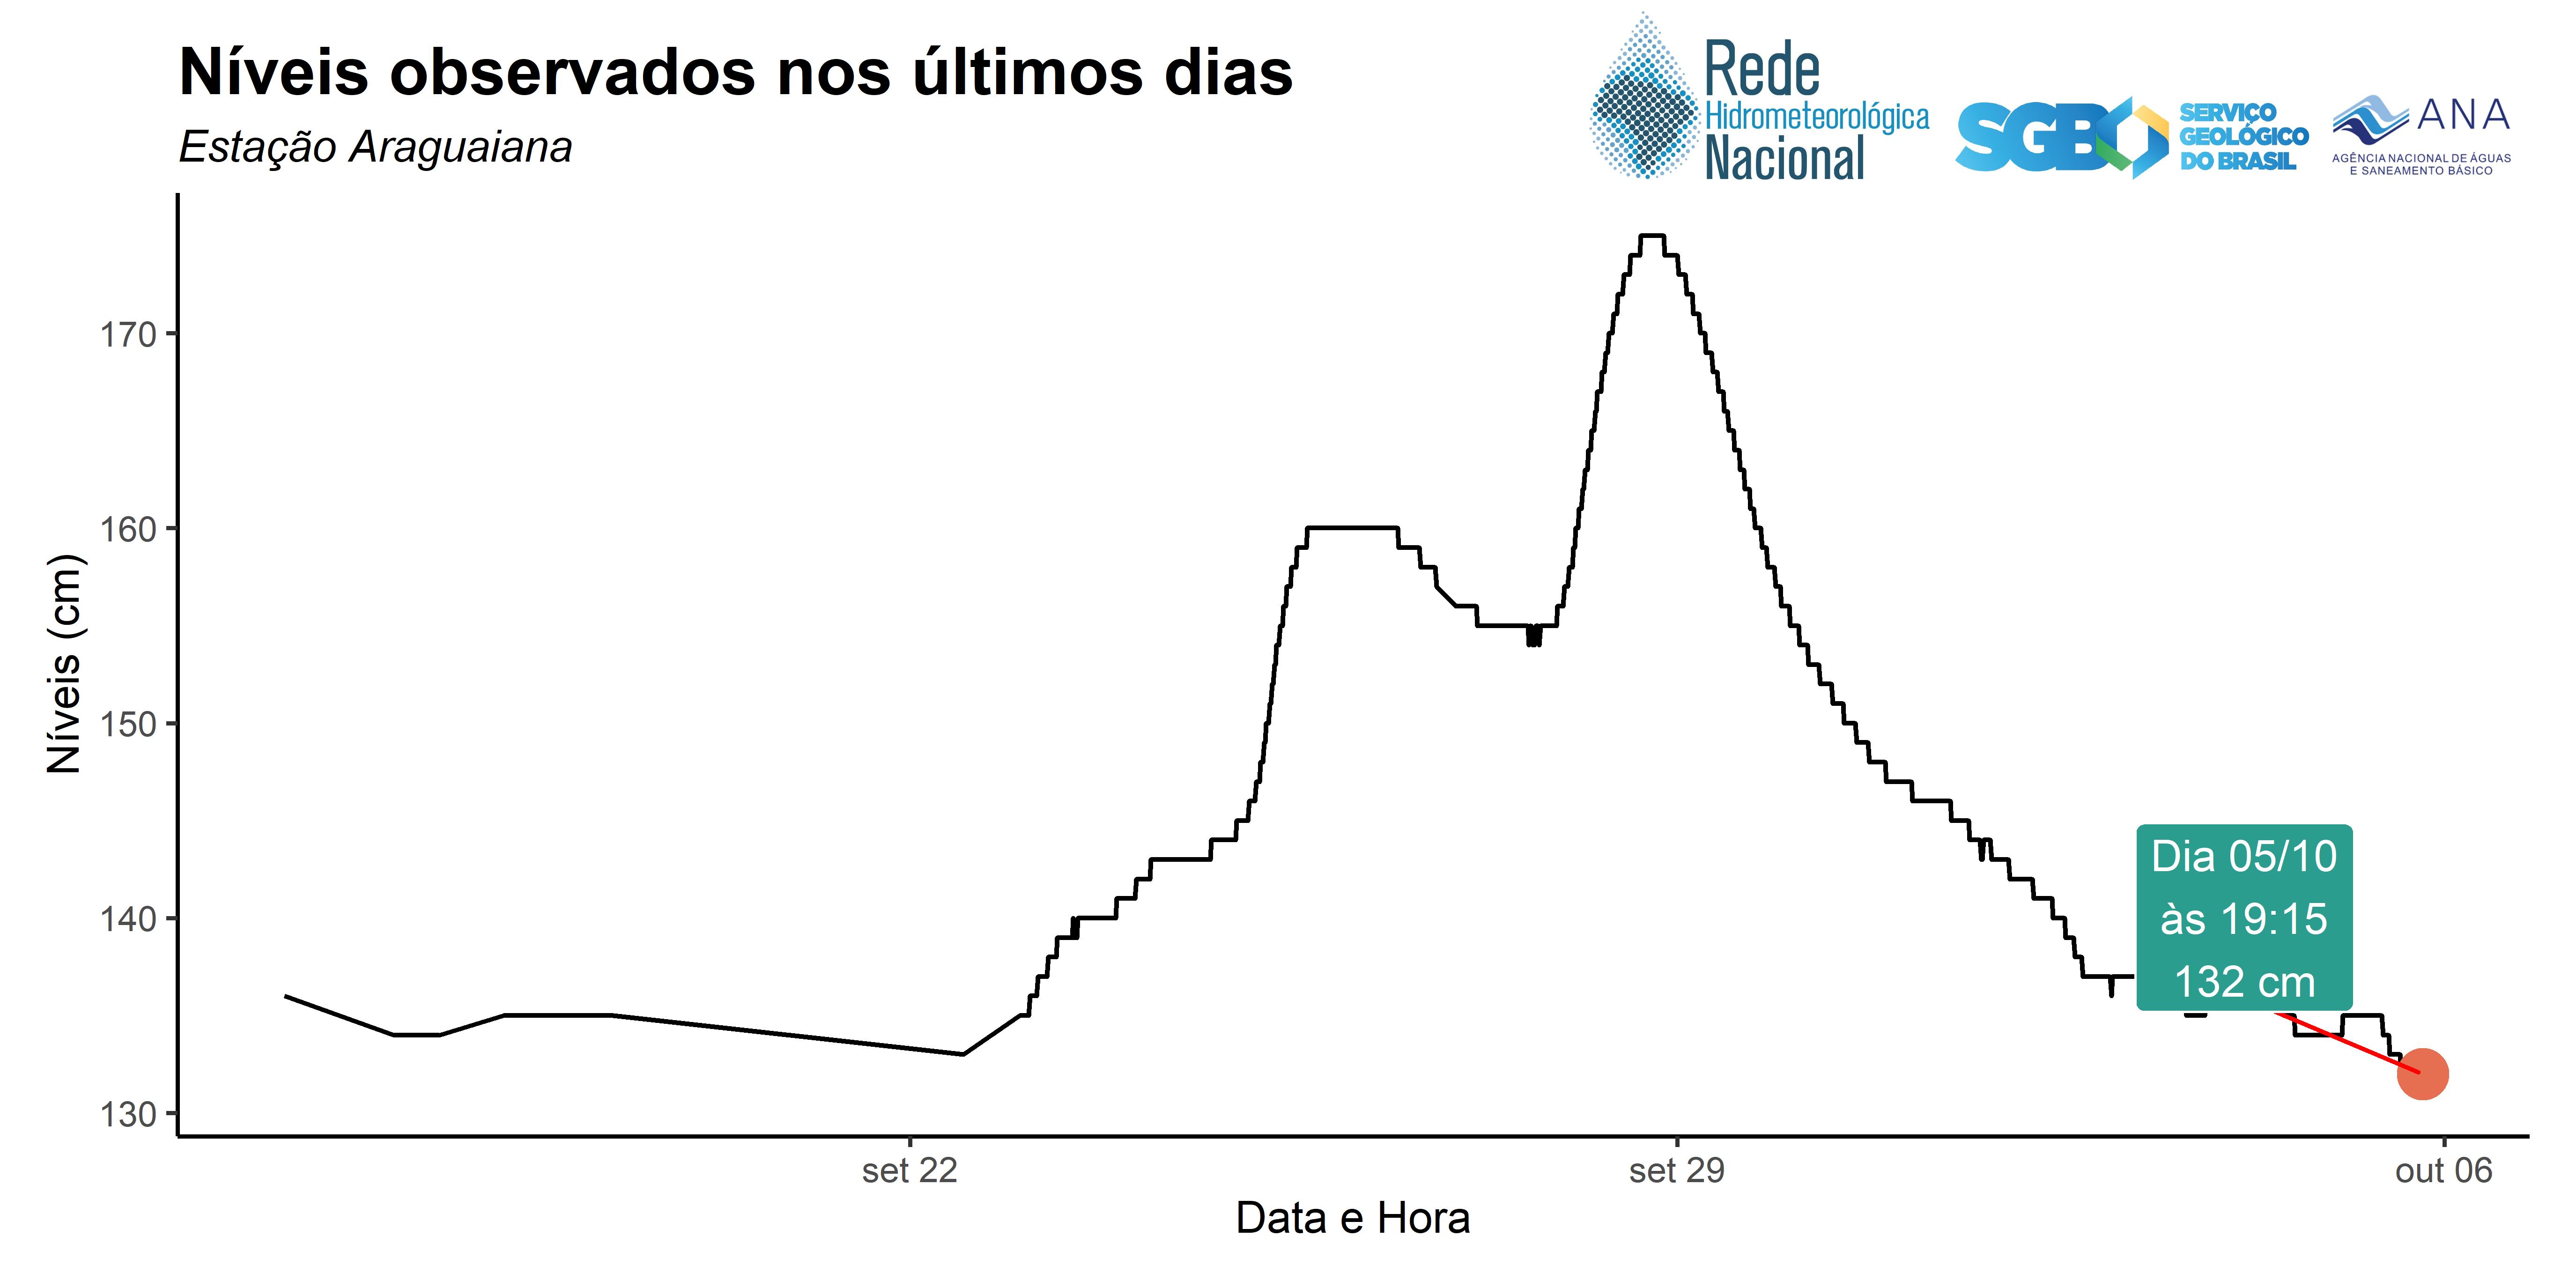 Níveis observados nos últimos dias
Estação Araguaiana
Rede
Hidrometeorológica
Nacional
SGB
SERVIÇO
GEOLÓGICO
DO BRASIL
ANA
AGÊNCIA NACIONAL DE ÁGUAS
E SANEAMENTO BÁSICO
Níveis (cm)
170
160
150
140
130
Dia 05/10
às 19:15
132 cm
set 22
set 29
out 06
Data e Hora